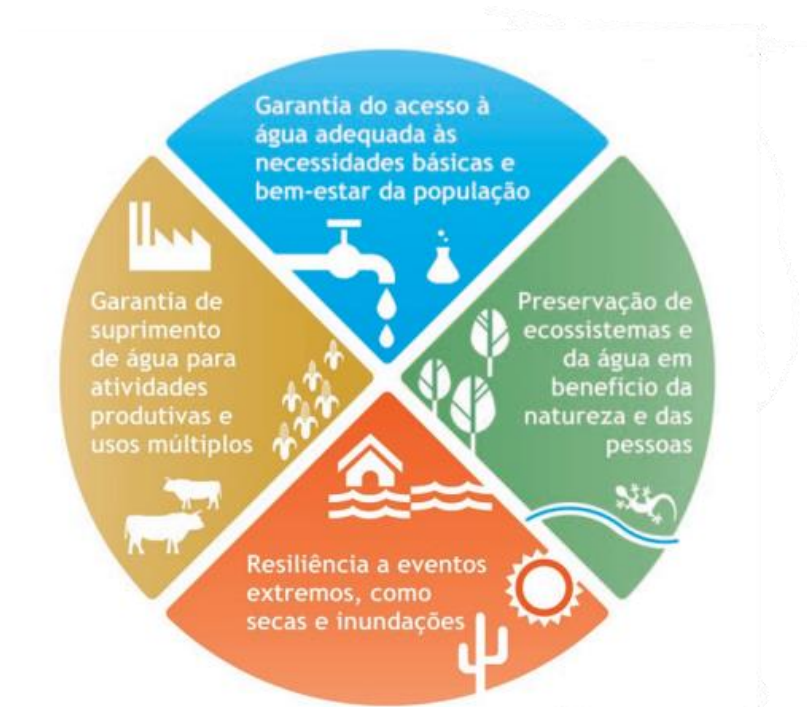 Garantia do acesso à
água adequada às
necessidades básicas e
bem-estar da população
Garantia de
suprimento
de água para
atividades
produtivas e
usos múltiplos
Preservação de
ecossistemas e
da água em
benefício da
natureza e das
pessoas
Resiliência a eventos
extremos, como
secas e inundações